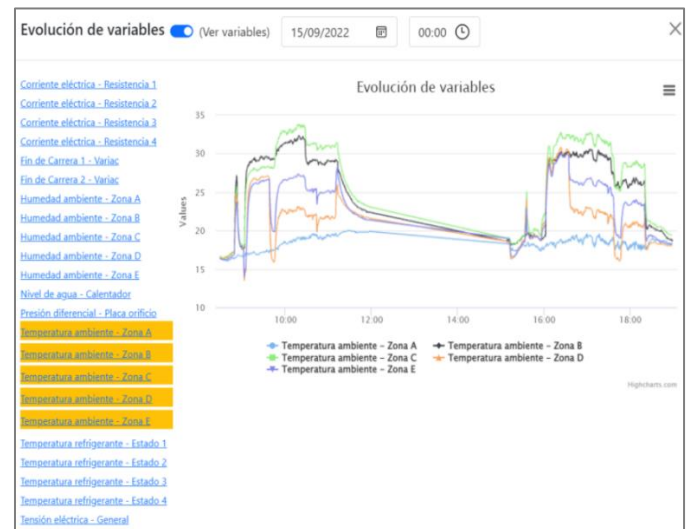 Evolución de variables (Ver variables) 15/09/2022 00:00
Corriente eléctrica - Resistencia 1
Corriente eléctrica - Resistencia 2
Corriente eléctrica - Resistencia 3
Corriente eléctrica - Resistencia 4
Fin de Carrera 1 - Variac
Fin de Carrera 2 - Variac
Humedad ambiente - Zona A
Humedad ambiente - Zona B
Humedad ambiente - Zona C
Humedad ambiente - Zona D
Humedad ambiente - Zona E
Nivel de agua - Calentador
Presión diferencial - Placa orificio
Temperatura ambiente - Zona A
Temperatura ambiente - Zona B
Temperatura ambiente - Zona C
Temperatura ambiente - Zona D
Temperatura ambiente - Zona E
Temperatura refrigerante - Estado 1
Temperatura refrigerante - Estado 2
Temperatura refrigerante - Estado 3
Temperatura refrigerante - Estado 4
Tensión eléctrica - General
Evolución de variables
Values
35
30
25
20
15
10
10:00 12:00 14:00 16:00 18:00
Temperatura ambiente - Zona A Temperatura ambiente - Zona B
Temperatura ambiente - Zona C Temperatura ambiente - Zona D
Temperatura ambiente - Zona E
Highcharts.com